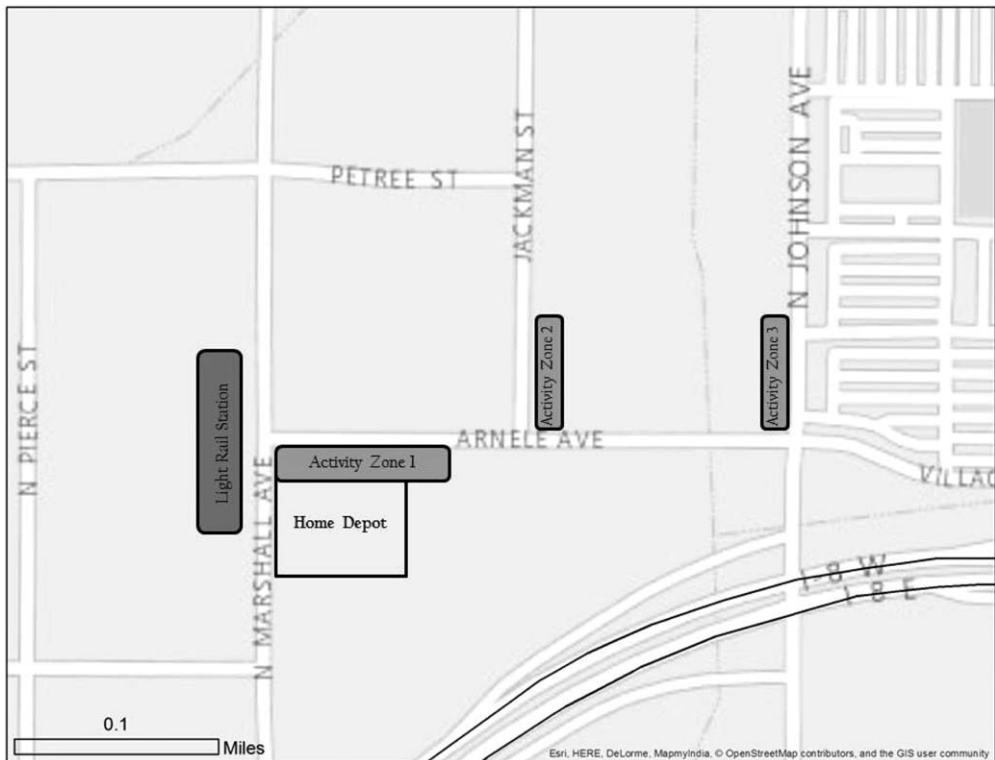 PETREE ST
JACKMAN ST
N JOHNSON AVE
N PIERCE ST
Light Rail Station
Activity Zone 2
Activity Zone 3
ARNELE AVE
Activity Zone 1
N MARSHALL AVE
Home Depot
VILLAG
I-8 W
I 8 E
0.1
Miles
Esri, HERE, DeLorme, MapmyIndia, © OpenStreetMap contributors, and the GIS user community